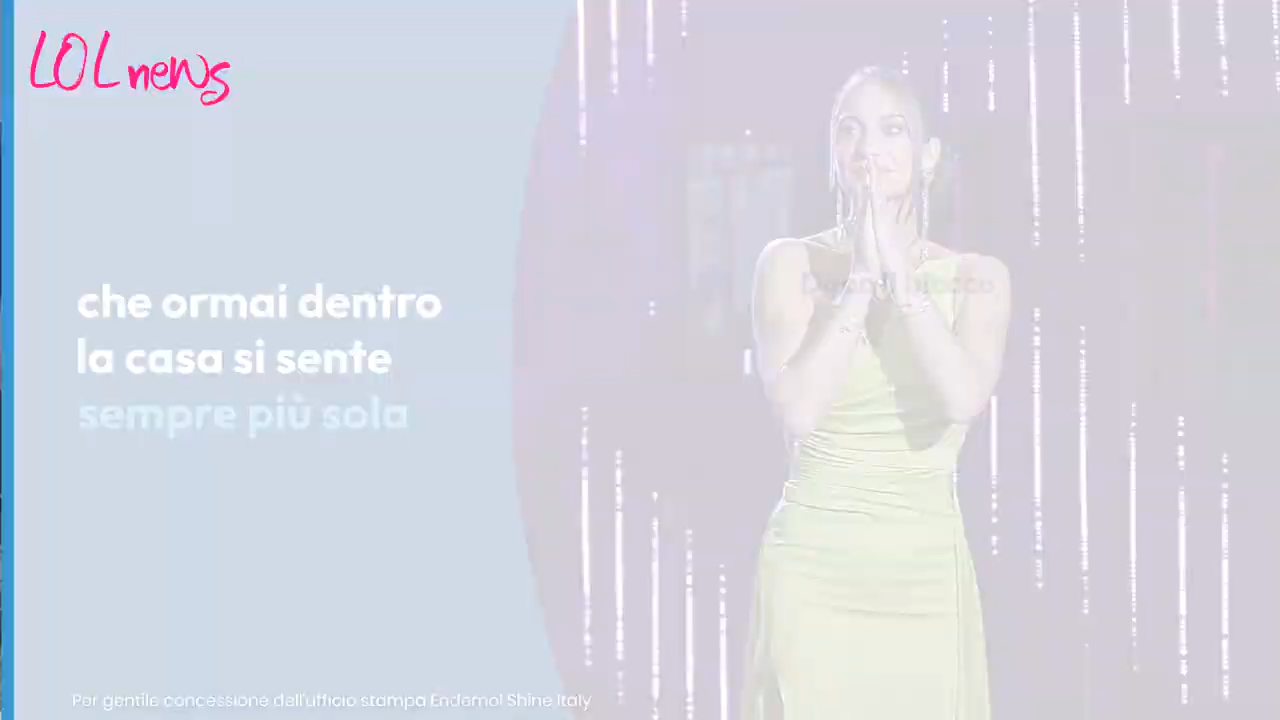 LOL news
che ormai dentro
la casa si sente
sempre più sola
Per gentile concessione dell'ufficio stampa Endemol Shine Italy